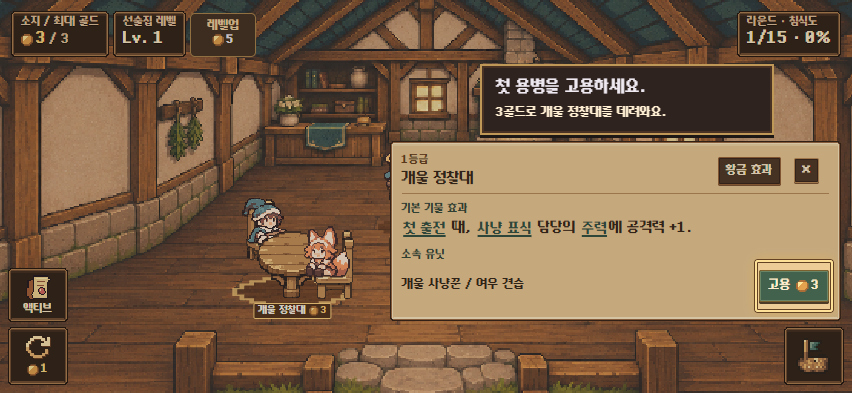 소지 / 최대 골드
3 / 3
선술집 레벨
Lv. 1
레벨업
5
라운드 · 침식도
1/15 · 0%
첫 용병을 고용하세요.
3골드로 개울 정찰대를 데려와요.
1등급
개울 정찰대
황금 효과
×
기본 기물 효과
첫 출전 때, 사냥 표식 담당의 주력에 공격력 +1.
소속 유닛
개울 사냥꾼 / 여우 견습
고용 3
개울 정찰대 3
액티브
1